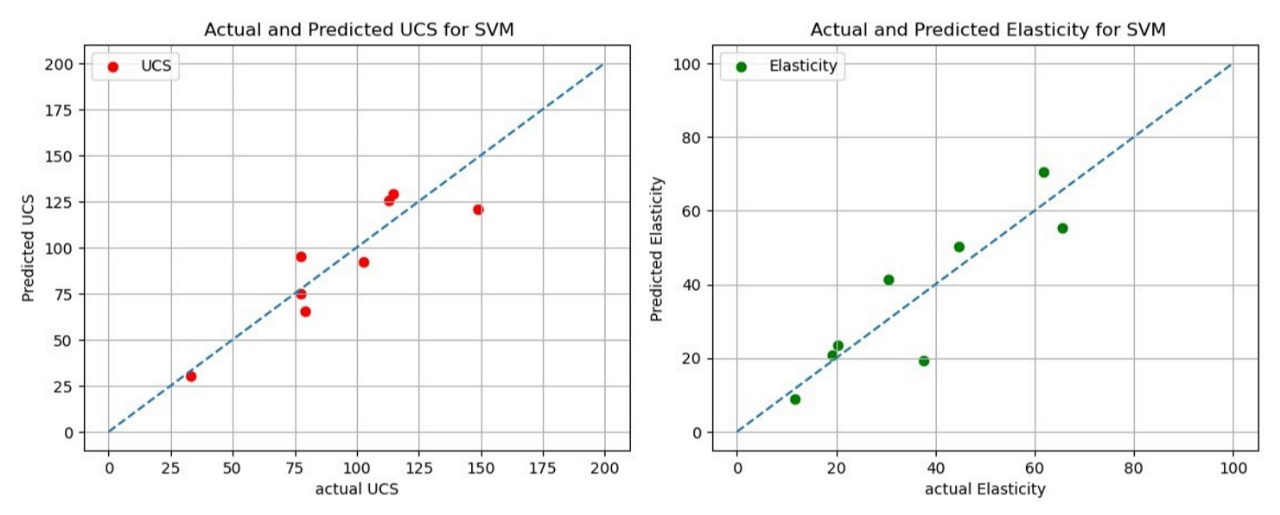 Actual and Predicted UCS for SVM
UCS
200
175
150
125
100
75
50
25
0
Predicted UCS
0 25 50 75 100 125 150 175 200
actual UCS
Actual and Predicted Elasticity for SVM
Elasticity
100
80
60
40
20
0
Predicted Elasticity
0 20 40 60 80 100
actual Elasticity